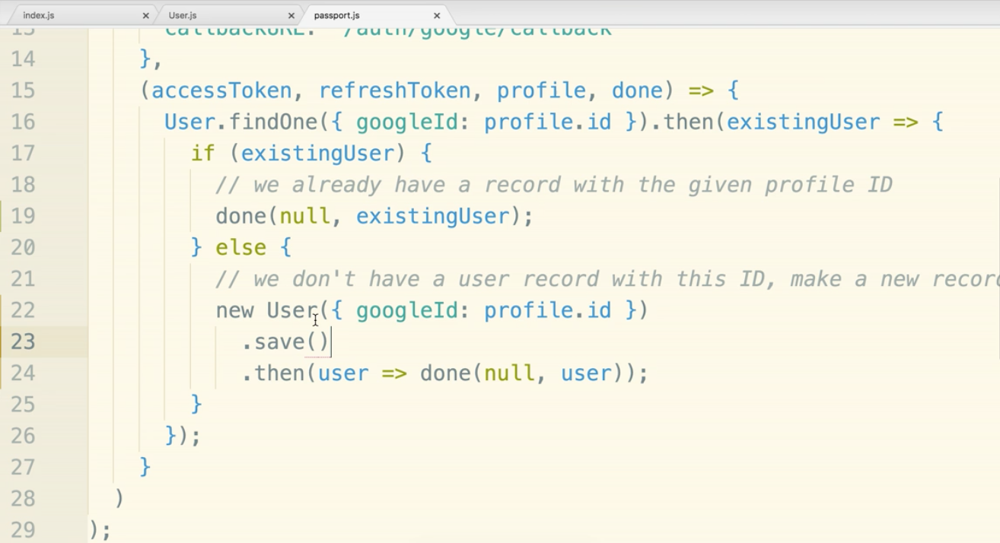 index.js × User.js × passport.js ×
13 callbackURL: "/auth/google/callback"
14 },
15 (accessToken, refreshToken, profile, done) => {
16 User.findOne({ googleId: profile.id }).then(existingUser => {
17 if (existingUser) {
18 // we already have a record with the given profile ID
19 done(null, existingUser);
20 } else {
21 // we don't have a user record with this ID, make a new record
22 new User({ googleId: profile.id })
23 .save()
24 .then(user => done(null, user));
25 }
26 });
27 }
28 )
29 );